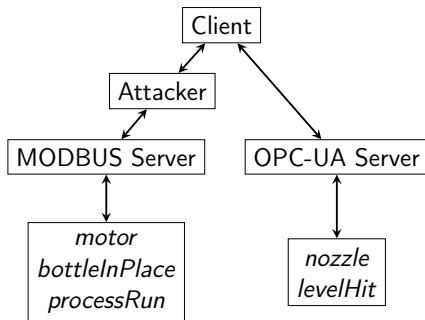 Client
Attacker
MODBUS Server
OPC-UA Server
motor
bottleInPlace
processRun
nozzle
levelHit